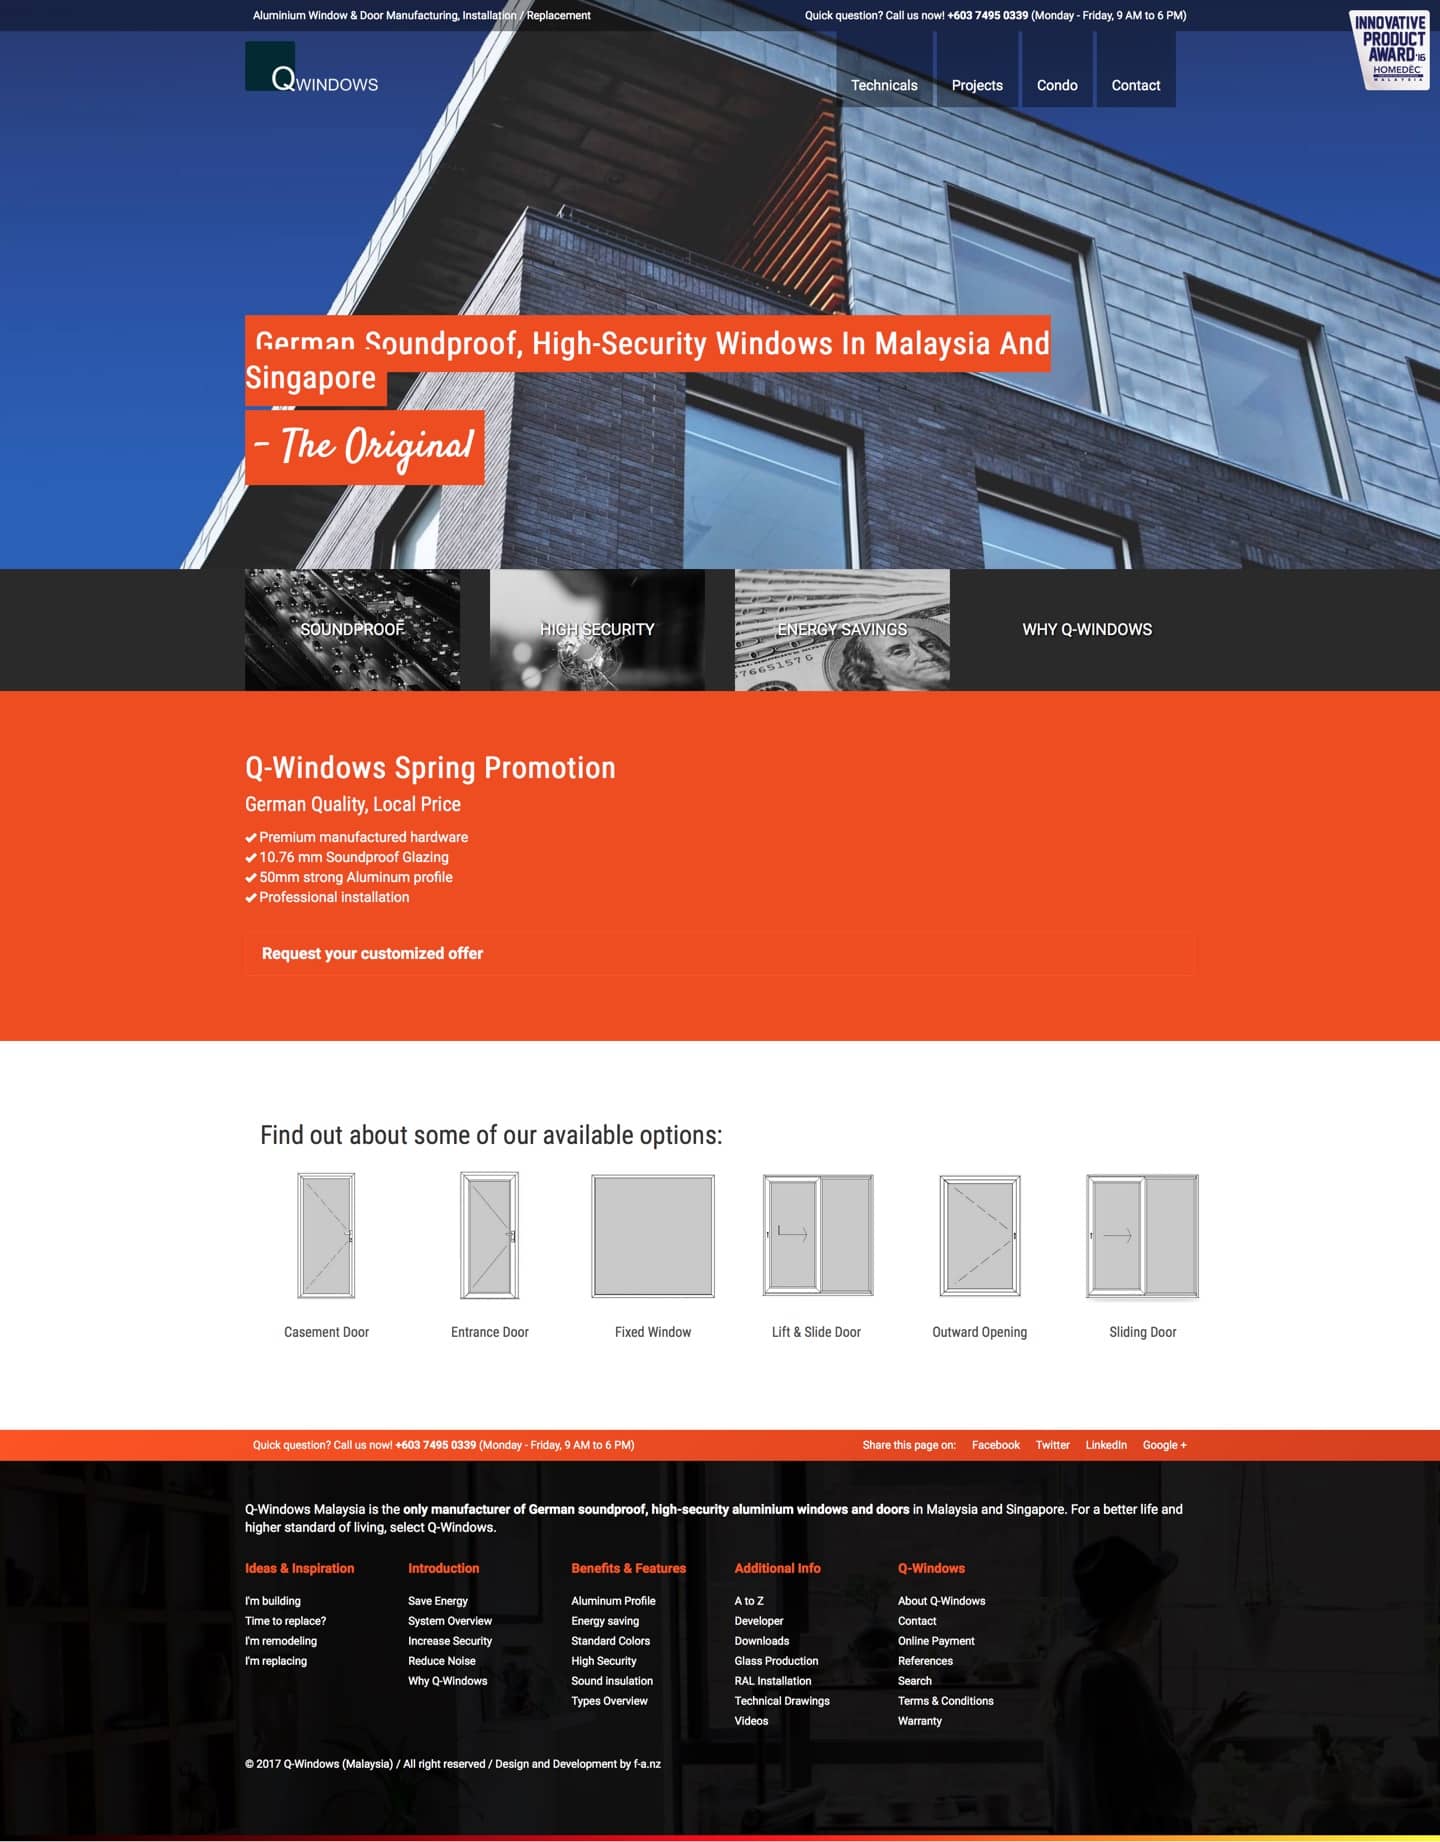 Aluminium Window & Door Manufacturing, Installation / Replacement
Quick question? Call us now! +603 7495 0339 (Monday - Friday, 9 AM to 6 PM)
INNOVATIVE
PRODUCT
AWARD '16
HOMEDEC
MALAYSIA
QWINDOWS
Technicals
Projects
Condo
Contact
German Soundproof, High-Security Windows In Malaysia And
Singapore
- The Original
SOUNDPROOF
HIGH SECURITY
ENERGY SAVINGS
WHY Q-WINDOWS
Q-Windows Spring Promotion
German Quality, Local Price
Premium manufactured hardware
10.76 mm Soundproof Glazing
50mm strong Aluminum profile
Professional installation
Request your customized offer
Find out about some of our available options:
Casement Door
Entrance Door
Fixed Window
Lift & Slide Door
Outward Opening
Sliding Door
Quick question? Call us now! +603 7495 0339 (Monday - Friday, 9 AM to 6 PM)
Share this page on:
Facebook
Twitter
LinkedIn
Google +
Q-Windows Malaysia is the only manufacturer of German soundproof, high-security aluminium windows and doors in Malaysia and Singapore. For a better life and
higher standard of living, select Q-Windows.
Ideas & Inspiration
I'm building
Time to replace?
I'm remodeling
I'm replacing
Introduction
Save Energy
System Overview
Increase Security
Reduce Noise
Why Q-Windows
Benefits & Features
Aluminum Profile
Energy saving
Standard Colors
High Security
Sound insulation
Types Overview
Additional Info
A to Z
Developer
Downloads
Glass Production
RAL Installation
Technical Drawings
Videos
Q-Windows
About Q-Windows
Contact
Online Payment
References
Search
Terms & Conditions
Warranty
© 2017 Q-Windows (Malaysia) / All right reserved / Design and Development by f-a.nz